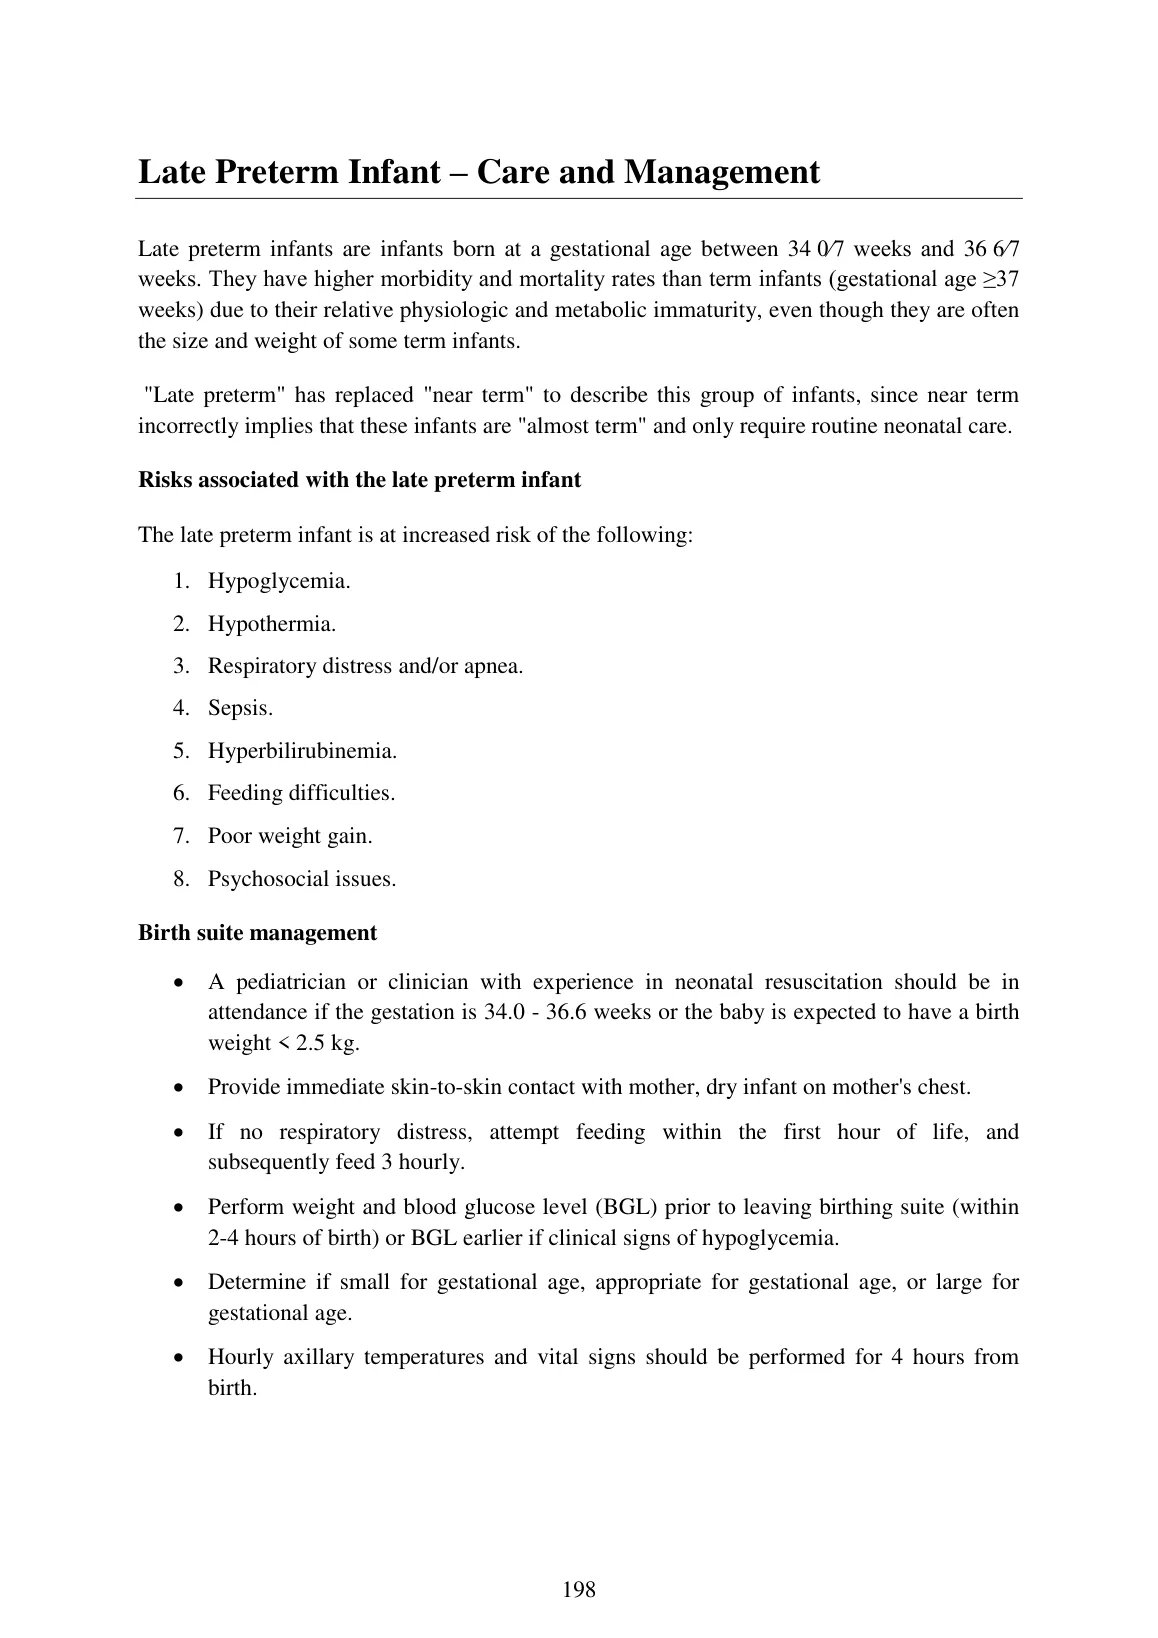 Late Preterm Infant – Care and Management
Late preterm infants are infants born at a gestational age between 34 0⁄7 weeks and 36 6⁄7
weeks. They have higher morbidity and mortality rates than term infants (gestational age ≥37
weeks) due to their relative physiologic and metabolic immaturity, even though they are often
the size and weight of some term infants.
"Late preterm" has replaced "near term" to describe this group of infants, since near term
incorrectly implies that these infants are "almost term" and only require routine neonatal care.
Risks associated with the late preterm infant
The late preterm infant is at increased risk of the following:
1. Hypoglycemia.
2. Hypothermia.
3. Respiratory distress and/or apnea.
4. Sepsis.
5. Hyperbilirubinemia.
6. Feeding difficulties.
7. Poor weight gain.
8. Psychosocial issues.
Birth suite management
• A pediatrician or clinician with experience in neonatal resuscitation should be in
attendance if the gestation is 34.0 - 36.6 weeks or the baby is expected to have a birth
weight < 2.5 kg.
• Provide immediate skin-to-skin contact with mother, dry infant on mother's chest.
• If no respiratory distress, attempt feeding within the first hour of life, and
subsequently feed 3 hourly.
• Perform weight and blood glucose level (BGL) prior to leaving birthing suite (within
2-4 hours of birth) or BGL earlier if clinical signs of hypoglycemia.
• Determine if small for gestational age, appropriate for gestational age, or large for
gestational age.
• Hourly axillary temperatures and vital signs should be performed for 4 hours from
birth.
198